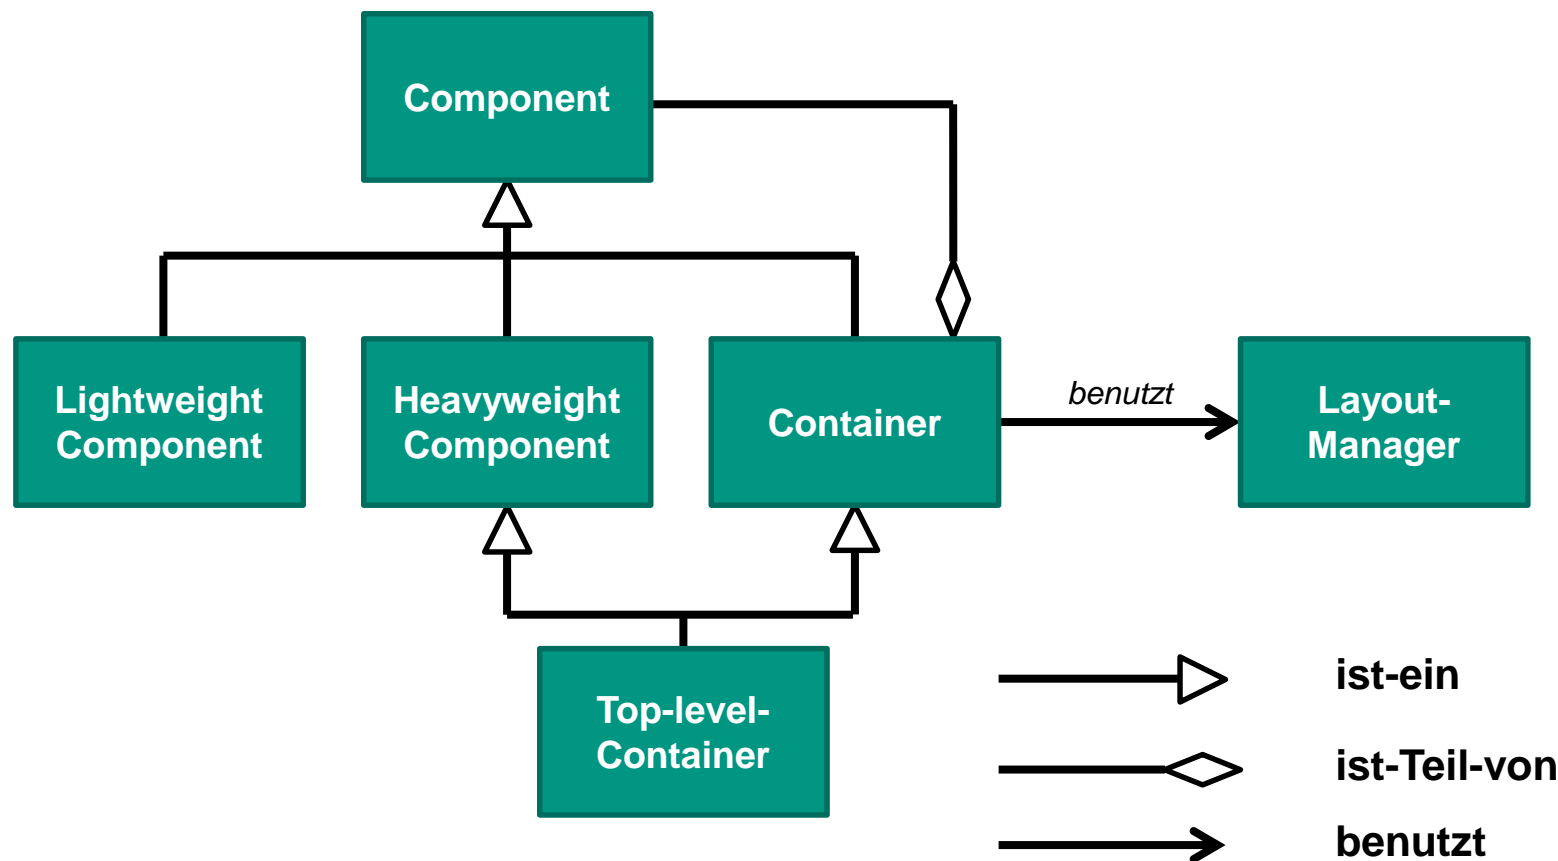 Component
Lightweight
Component
Heavyweight
Component
Container
benutzt
Layout-
Manager
Top-level-
Container
ist-ein
ist-Teil-von
benutzt